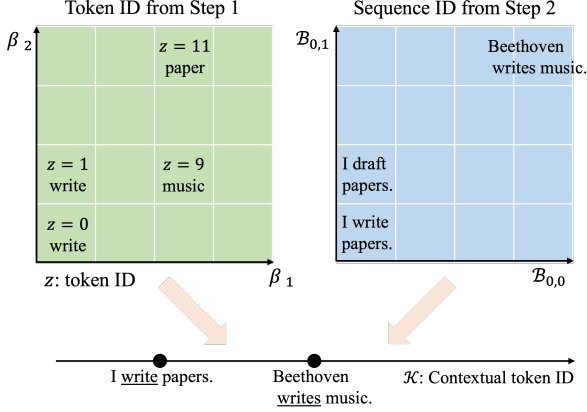 Token ID from Step 1
β 2
z = 11
paper
z = 1
write
z = 9
music
z = 0
write
z: token ID
β 1
Sequence ID from Step 2
ℬ0,1
Beethoven
writes music.
I draft
papers.
I write
papers.
ℬ0,0
I write papers.
Beethoven
writes music.
𝒦: Contextual token ID